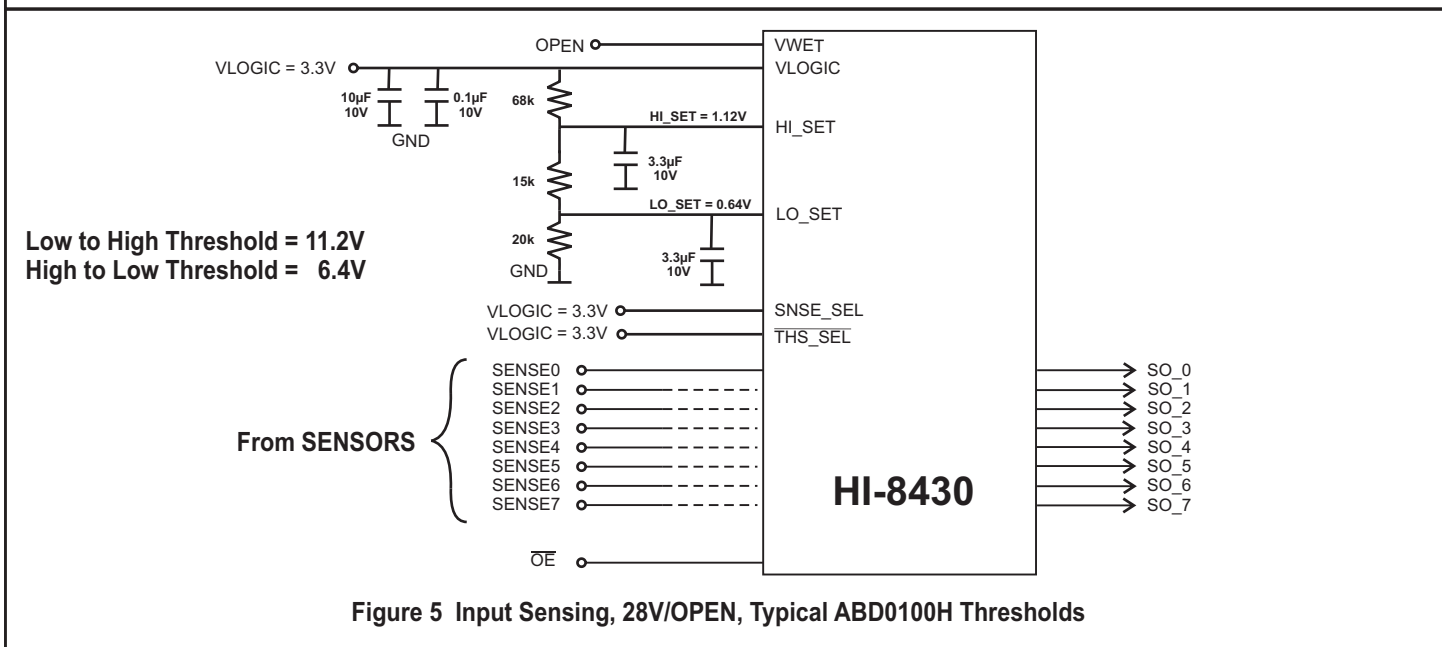 OPEN
VWET
VLOGIC = 3.3V
VLOGIC
10µF
10V
0.1µF
10V
68k
GND
HI_SET = 1.12V
HI_SET
3.3µF
10V
15k
LO_SET = 0.64V
LO_SET
20k
3.3µF
10V
GND
Low to High Threshold = 11.2V
High to Low Threshold = 6.4V
VLOGIC = 3.3V
SNSE_SEL
VLOGIC = 3.3V
THS_SEL
From SENSORS
SENSE0
SENSE1
SENSE2
SENSE3
SENSE4
SENSE5
SENSE6
SENSE7
OE
HI-8430
SO_0
SO_1
SO_2
SO_3
SO_4
SO_5
SO_6
SO_7
Figure 5 Input Sensing, 28V/OPEN, Typical ABD0100H Thresholds